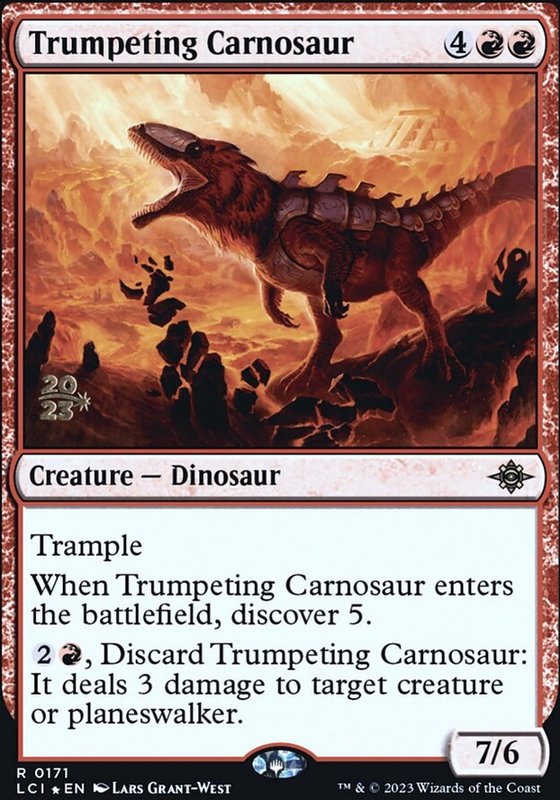 Trumpeting Carnosaur 4
20
23
Creature — Dinosaur
Trample
When Trumpeting Carnosaur enters
the battlefield, discover 5.
2, Discard Trumpeting Carnosaur:
It deals 3 damage to target creature
or planeswalker.
7/6
R 0171
LCI ★ EN Lars Grant-West
™ & © 2023 Wizards of the Coast